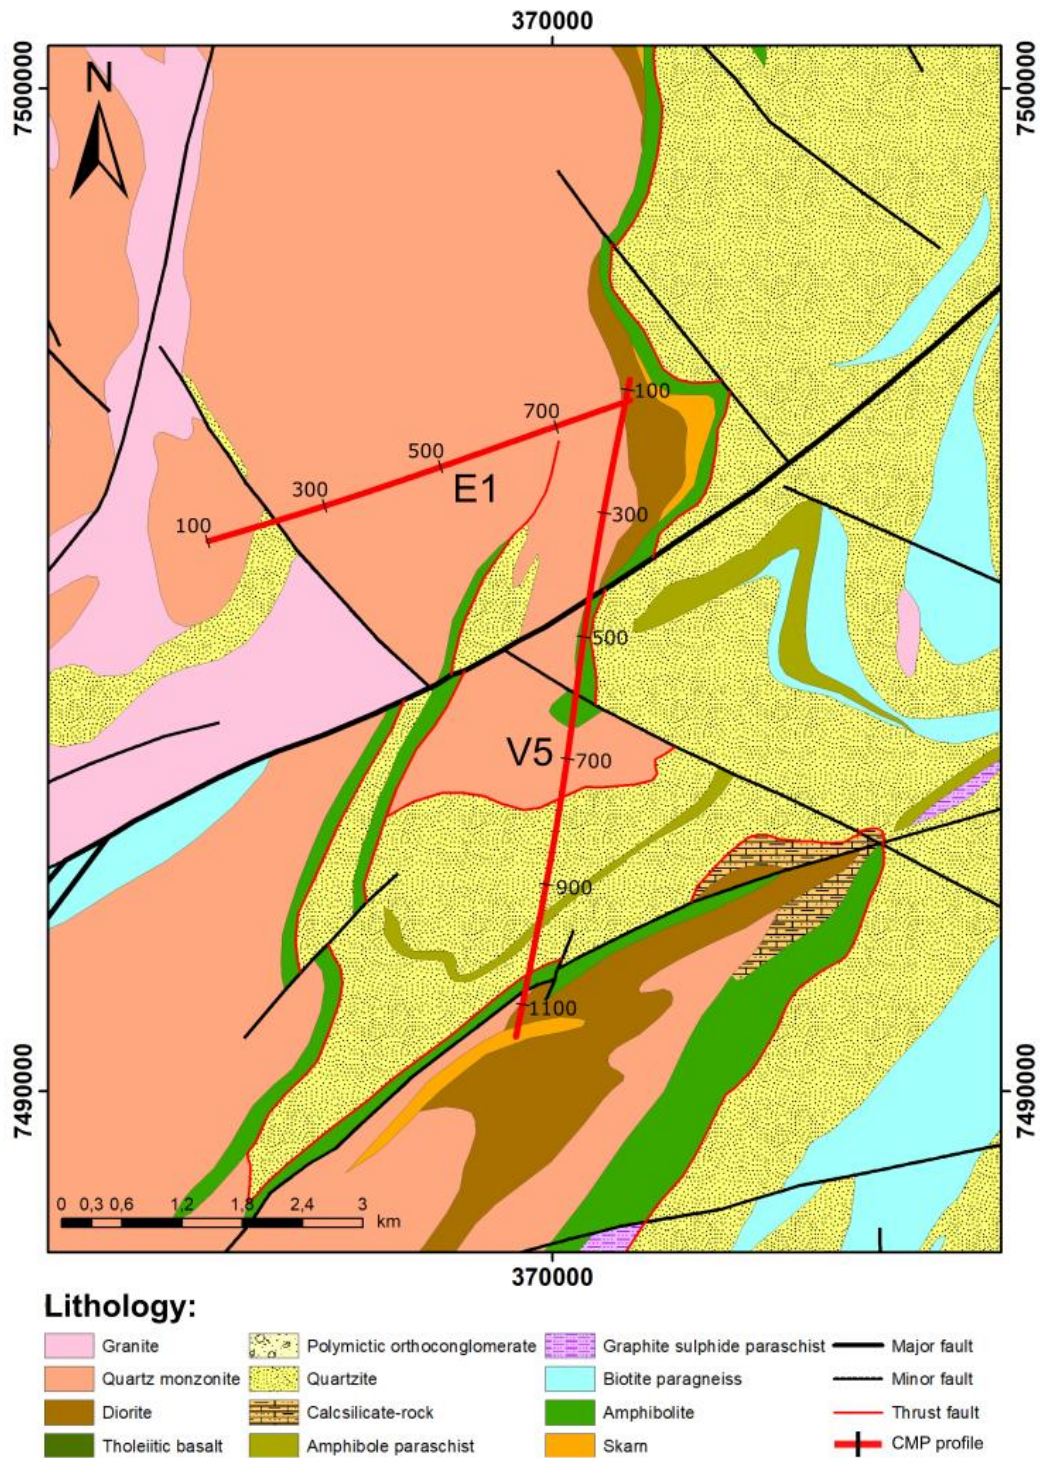 370000
7500000
7500000
N
100
700
500
E1
300
300
100
500
V5
700
900
1100
7490000
7490000
0 0,3 0,6 1,2 1,8 2,4 3
km
370000
Lithology:
Granite
Polymictic orthoconglomerate
Graphite sulphide paraschist
Major fault
Quartz monzonite
Quartzite
Biotite paragneiss
Minor fault
Diorite
Calcsilicate-rock
Amphibolite
Thrust fault
Tholeiitic basalt
Amphibole paraschist
Skarn
CMP profile